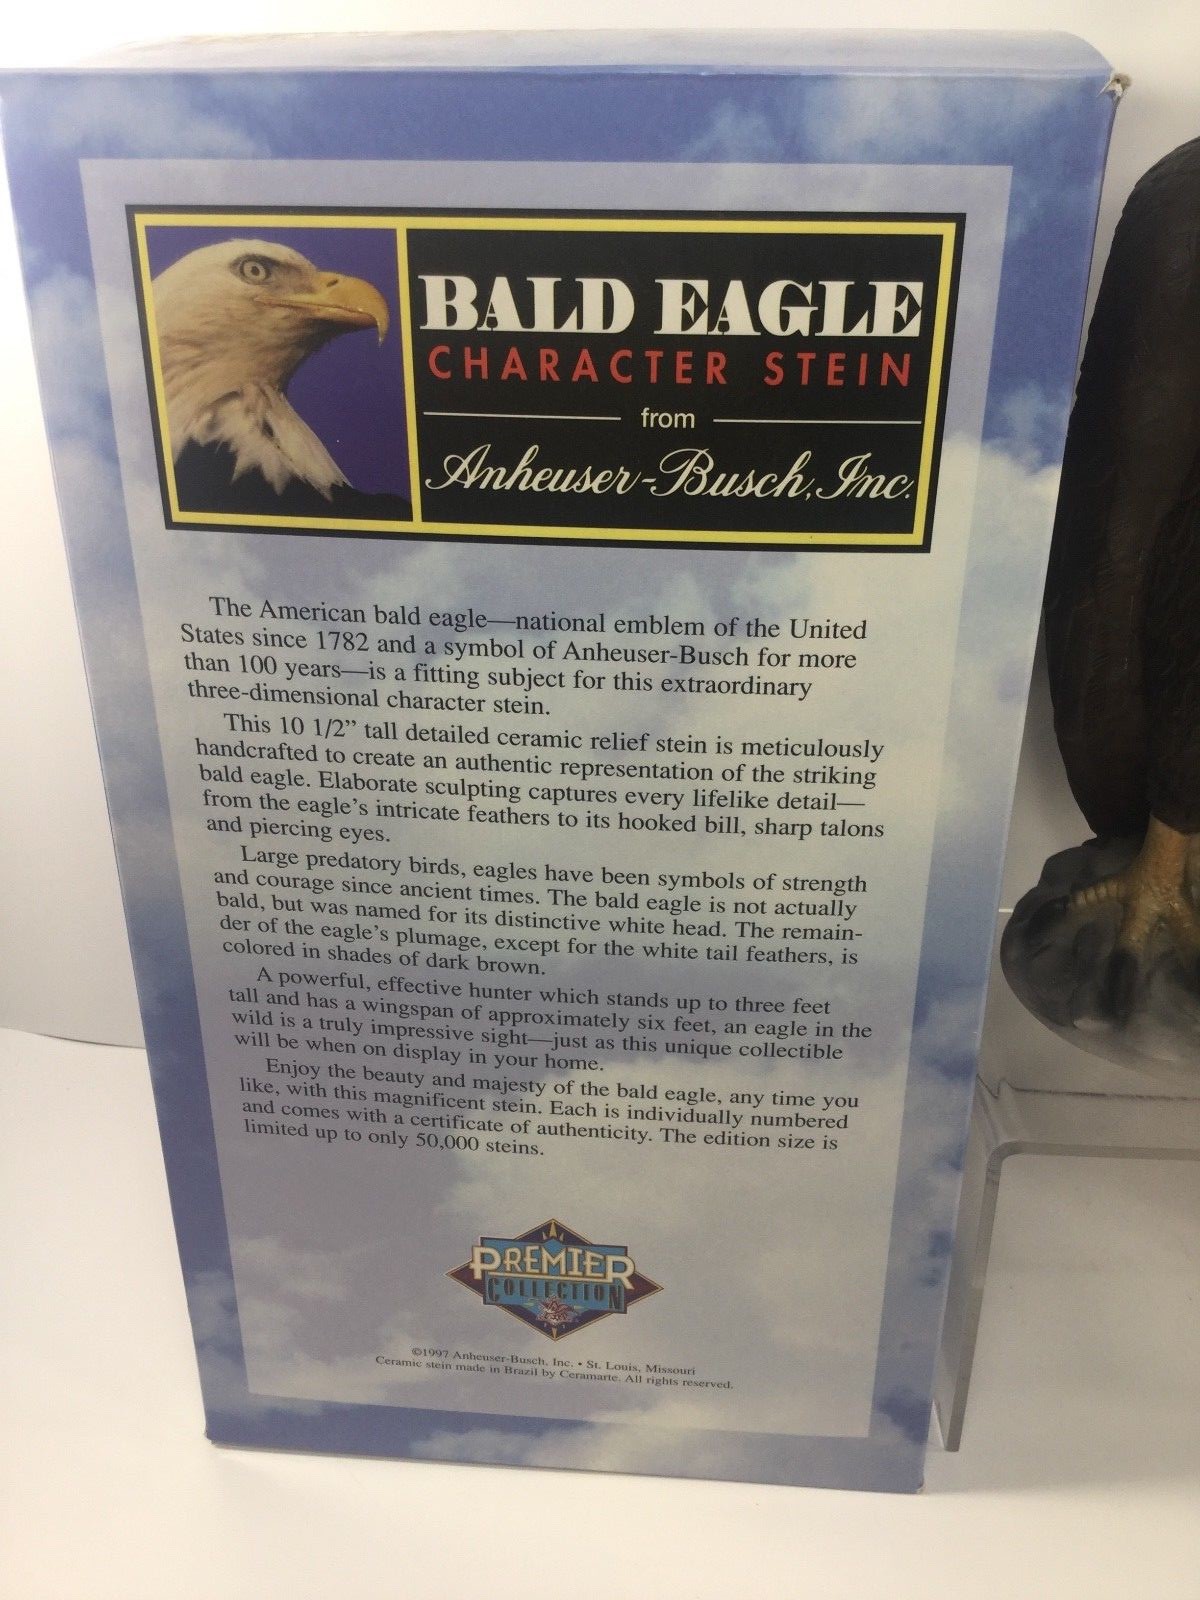 BALD EAGLE
CHARACTER STEIN
from
Anheuser-Busch, Inc.
The American bald eagle—national emblem of the United
States since 1782 and a symbol of Anheuser-Busch for more
than 100 years—is a fitting subject for this extraordinary
three-dimensional character stein.
This 10 1/2” tall detailed ceramic relief stein is meticulously
handcrafted to create an authentic representation of the striking
bald eagle. Elaborate sculpting captures every lifelike detail—
from the eagle’s intricate feathers to its hooked bill, sharp talons
and piercing eyes.
Large predatory birds, eagles have been symbols of strength
and courage since ancient times. The bald eagle is not actually
bald, but was named for its distinctive white head. The remain-
der of the eagle’s plumage, except for the white tail feathers, is
colored in shades of dark brown.
A powerful, effective hunter which stands up to three feet
tall and has a wingspan of approximately six feet, an eagle in the
wild is a truly impressive sight—just as this unique collectible
will be when on display in your home.
Enjoy the beauty and majesty of the bald eagle, any time you
like, with this magnificent stein. Each is individually numbered
and comes with a certificate of authenticity. The edition size is
limited up to only 50,000 steins.
PREMIER
COLLECTION
©1997 Anheuser-Busch, Inc. • St. Louis, Missouri
Ceramic stein made in Brazil by Ceramarte. All rights reserved.